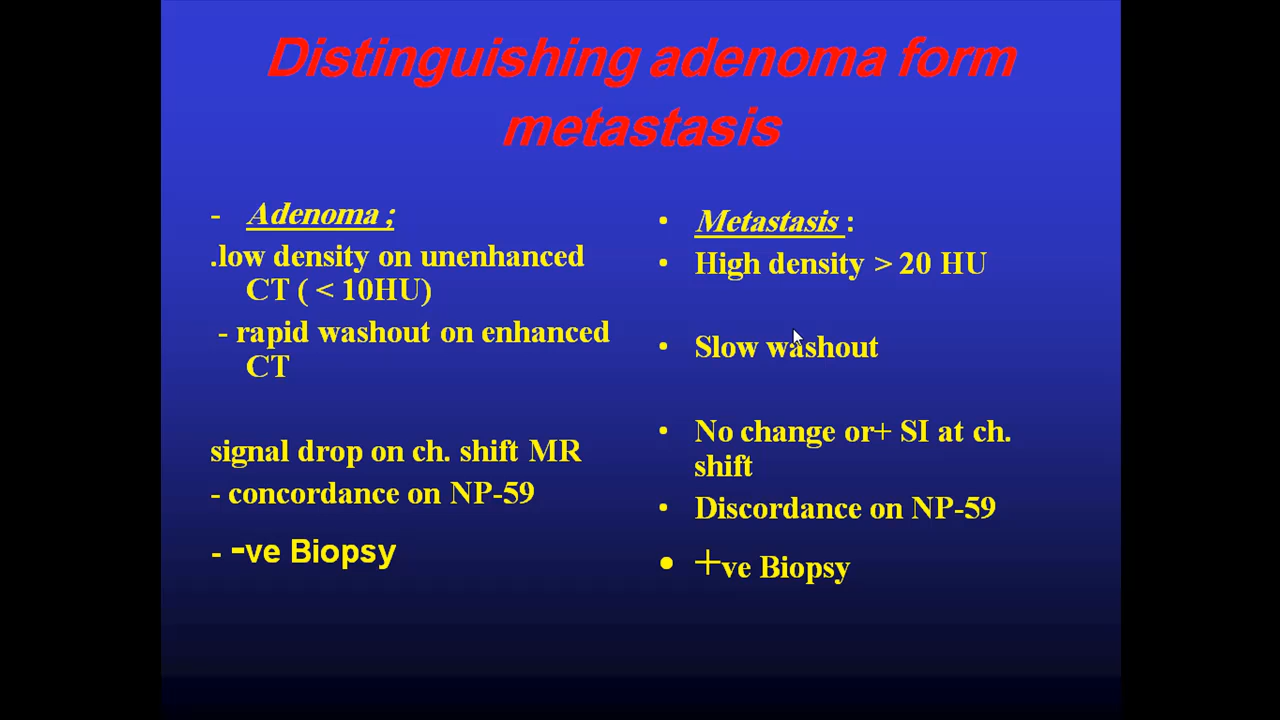 Distinguishing adenoma form
metastasis
- Adenoma ;
.low density on unenhanced
CT ( < 10HU)
- rapid washout on enhanced
CT
signal drop on ch. shift MR
- concordance on NP-59
- -ve Biopsy
• Metastasis :
• High density > 20 HU
• Slow washout
• No change or+ SI at ch.
shift
• Discordance on NP-59
• +ve Biopsy